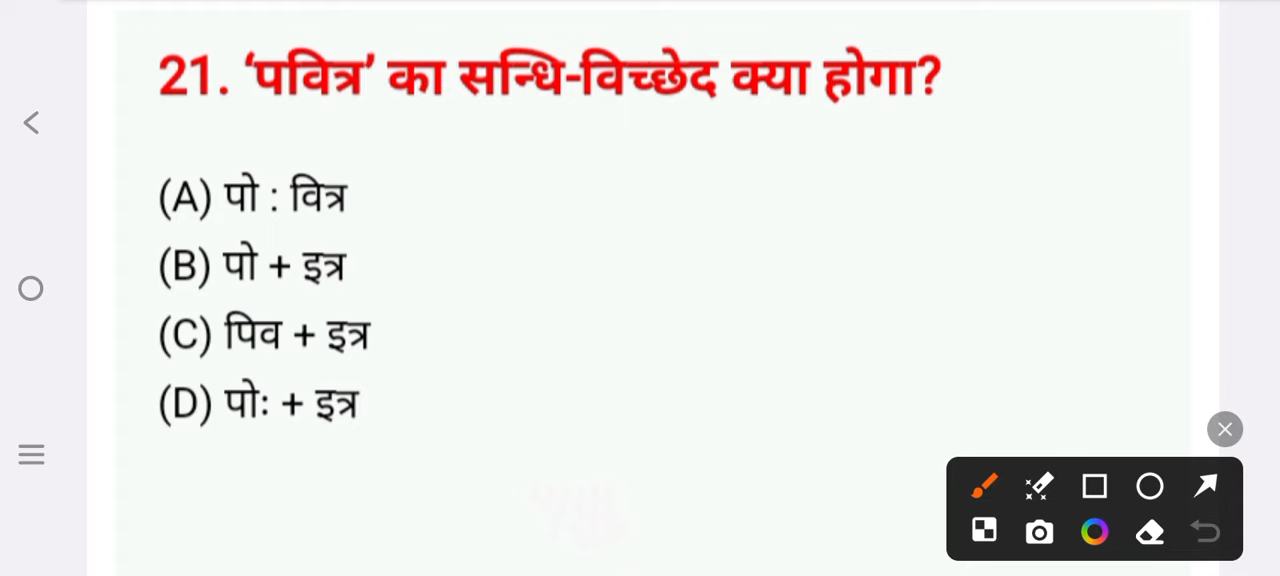 21. ‘पवित्र’ का सन्धि-विच्छेद क्या होगा?
(A) पो : वित्र
(B) पो + इत्र
(C) पिव + इत्र
(D) पोः + इत्र